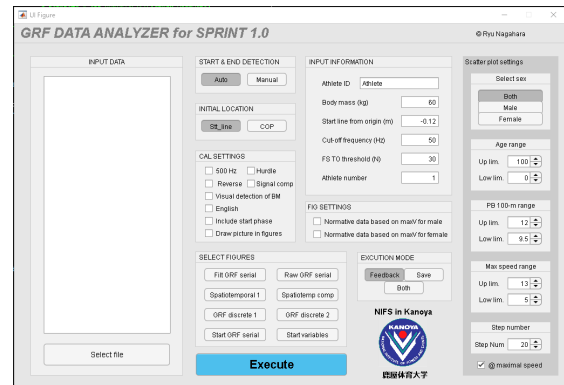 UI Figure
GRF DATA ANALYZER for SPRINT 1.0
© Ryu Nagahara
INPUT DATA
Select file
START & END DETECTION
Auto Manual
INITIAL LOCATION
Stt_line COP
CAL SETTINGS
500 Hz Hurdle
Reverse Signal comp
Visual detection of BM
English
Include start phase
Draw picture in figures
INPUT INFORMATION
Athlete ID Athlete
Body mass (kg) 60
Start line from origin (m) -0.12
Cut-off frequency (Hz) 50
FS TO threshold (N) 30
Athlete number 1
FIG SETTINGS
Normative data based on maxV for male
Normative data based on maxV for female
SELECT FIGURES
Filt GRF serial Raw GRF serial
Spatiotemporal 1 Spatiotemp comp
GRF discrete 1 GRF discrete 2
Start GRF serial Start variables
EXCUTION MODE
Feedback Save
Both
Execute
NIFS in Kanoya
KANOYA
鹿屋体育大学
Scatter plot settings
Select sex
Both
Male
Female
Age range
Up lim. 100
Low lim. 0
PB 100-m range
Up lim. 12
Low lim. 9.5
Max speed range
Up lim. 13
Low lim. 5
Step number
Step Num 20
@ maximal speed